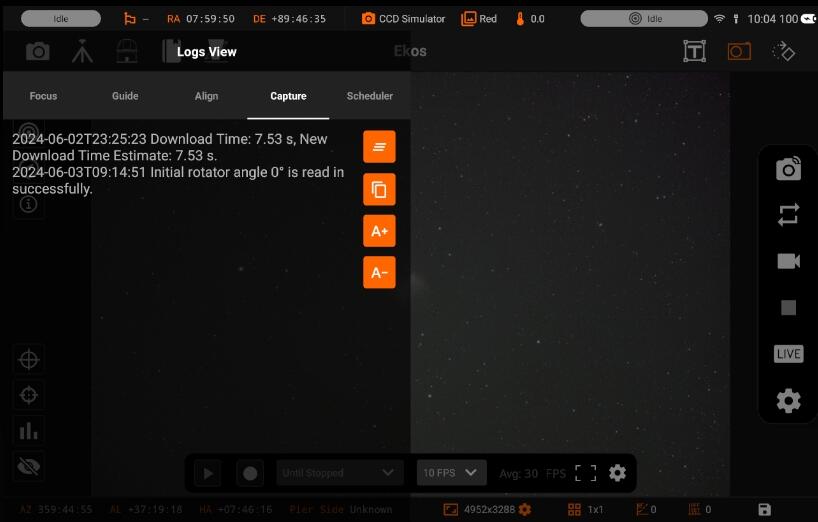 Idle
–
RA 07:59:50
DE +89:46:35
CCD Simulator
Red
0.0
Idle
10:04 100
Logs View
Ekos
T
Focus
Guide
Align
Capture
Scheduler
2024-06-02T23:25:23 Download Time: 7.53 s, New
Download Time Estimate: 7.53 s.
2024-06-03T09:14:51 Initial rotator angle 0° is read in
successfully.
A+
A–
LIVE
Until Stopped
10 FPS
Avg: 30 FPS
AZ 359:44:55
AL +37:19:18
HA +07:46:16
Pier Side Unknown
4952x3288
1x1
0
0